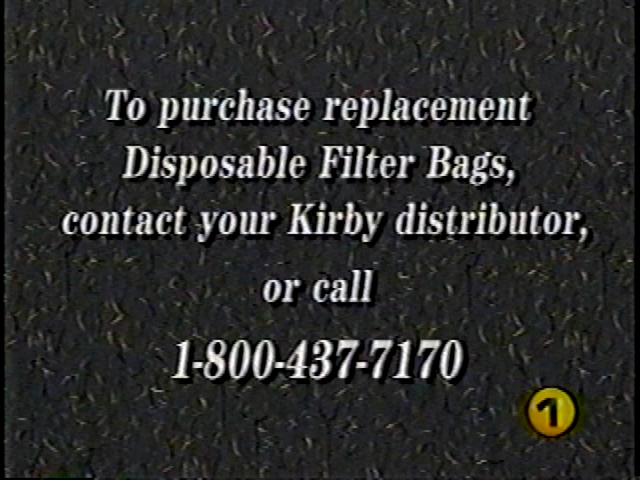 To purchase replacement
Disposable Filter Bags,
contact your Kirby distributor,
or call
1-800-437-7170
1